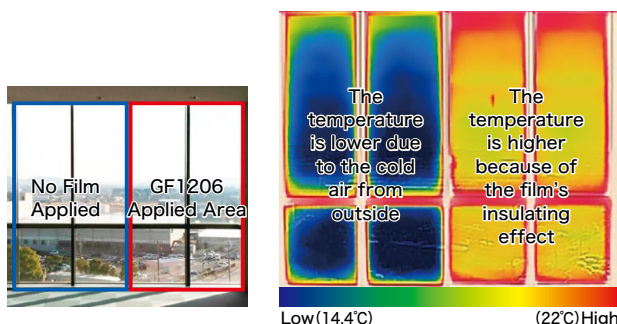 No Film
Applied
GF1206
Applied Area
The
temperature
is lower due
to the cold
air from
outside
The
temperature
is higher
because of
the film's
insulating
effect
Low(14.4℃)
(22℃)High